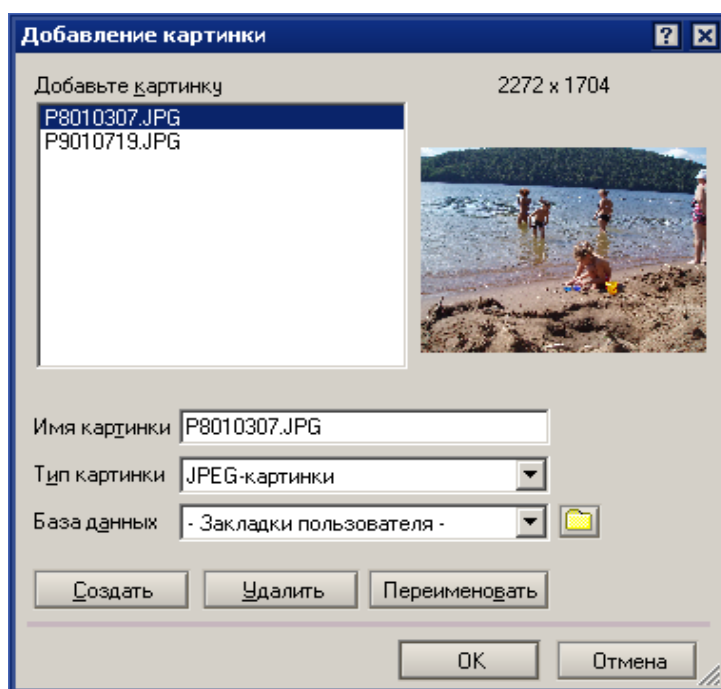 Добавление картинки
Добавьте картинку
2272 x 1704
P8010307.JPG
P9010719.JPG
Имя картинки P8010307.JPG
Тип картинки JPEG-картинки
База данных - Закладки пользователя -
Создать Удалить Переименовать
OK Отмена